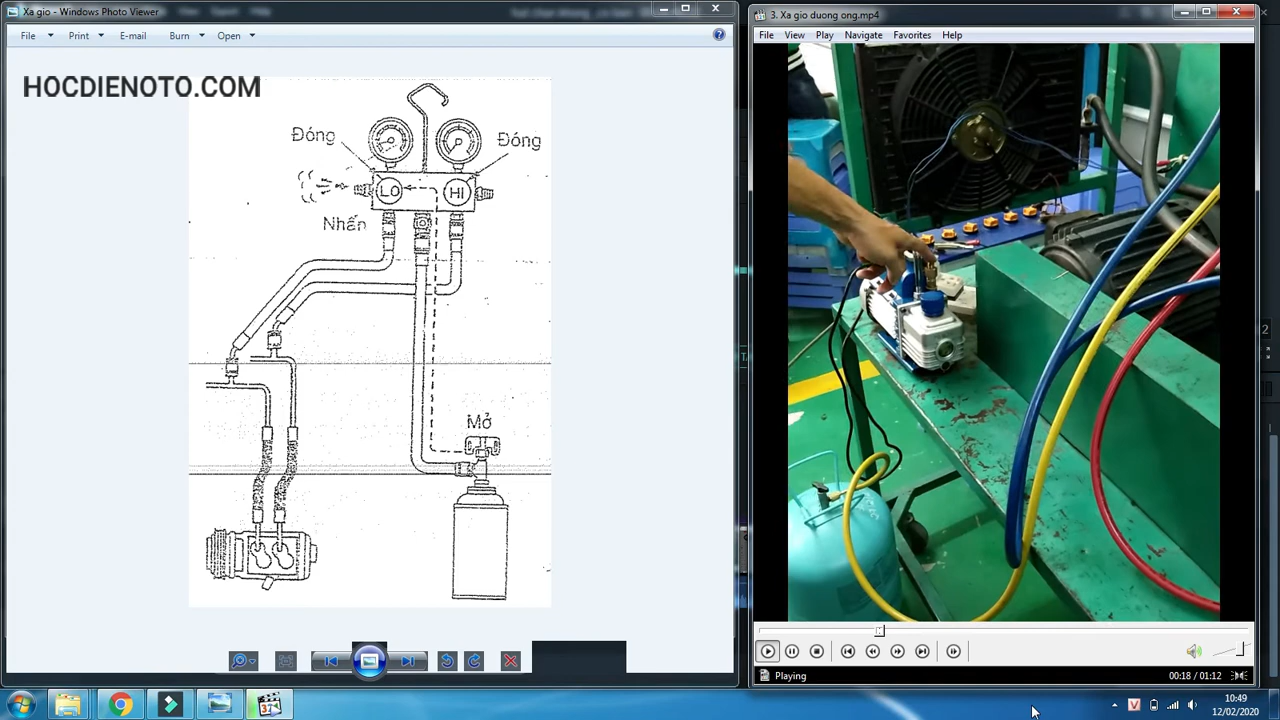 Xa gio - Windows Photo Viewer
File Print E-mail Burn Open
HOCDIENOTO.COM
Đóng
Đóng
LO
HI
Nhấn
Mở
3. Xa gio duong ong.mp4
File View Play Navigate Favorites Help
Playing
00:18 / 01:12
V
10:49
12/02/2020